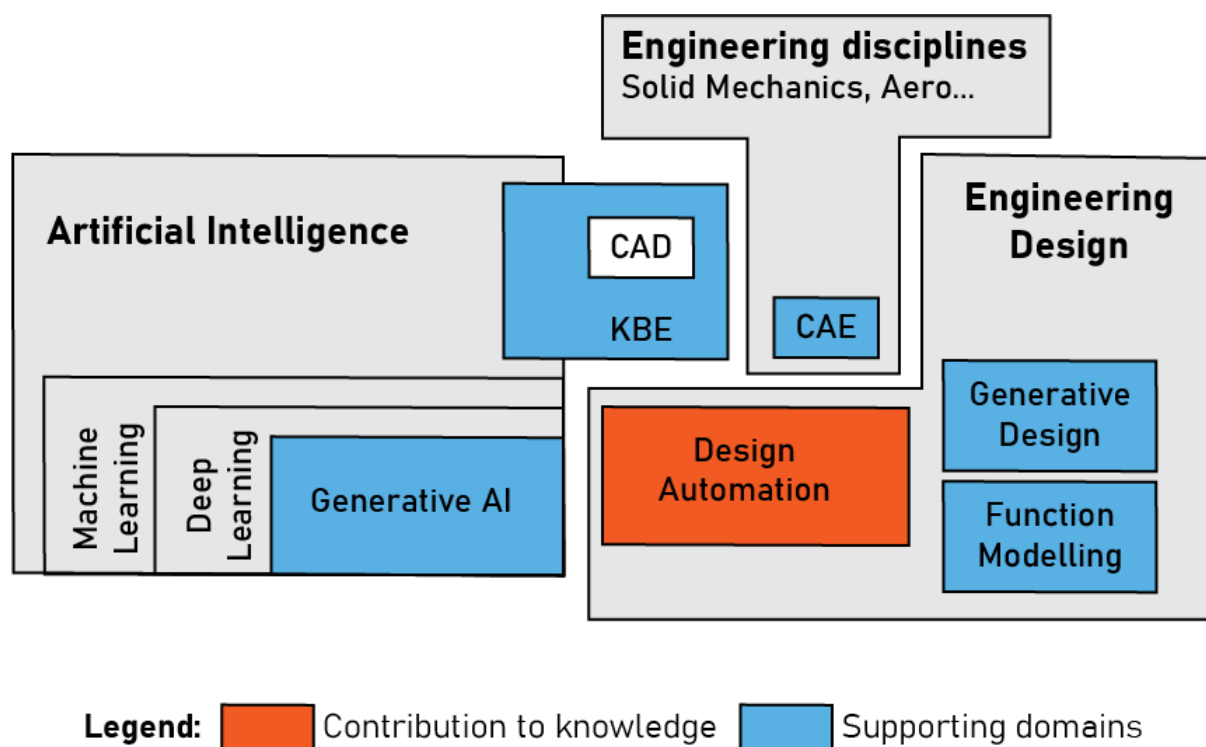 Engineering disciplines
Solid Mechanics, Aero...
Artificial Intelligence
CAD
KBE
CAE
Engineering
Design
Machine
Learning
Deep
Learning
Generative AI
Design
Automation
Generative
Design
Function
Modelling
Legend:
Contribution to knowledge
Supporting domains